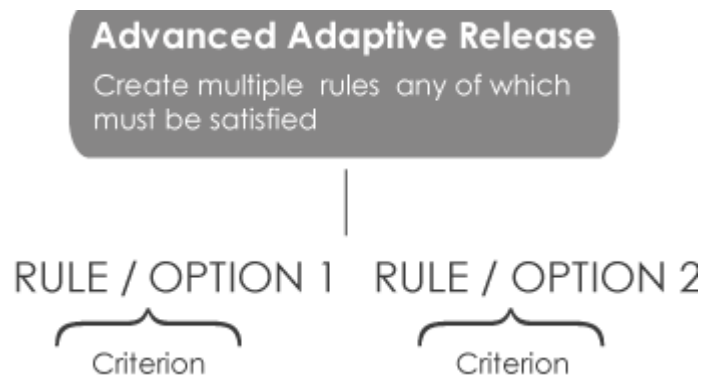 Advanced Adaptive Release
Create multiple rules any of which
must be satisfied
RULE / OPTION 1 RULE / OPTION 2
Criterion Criterion